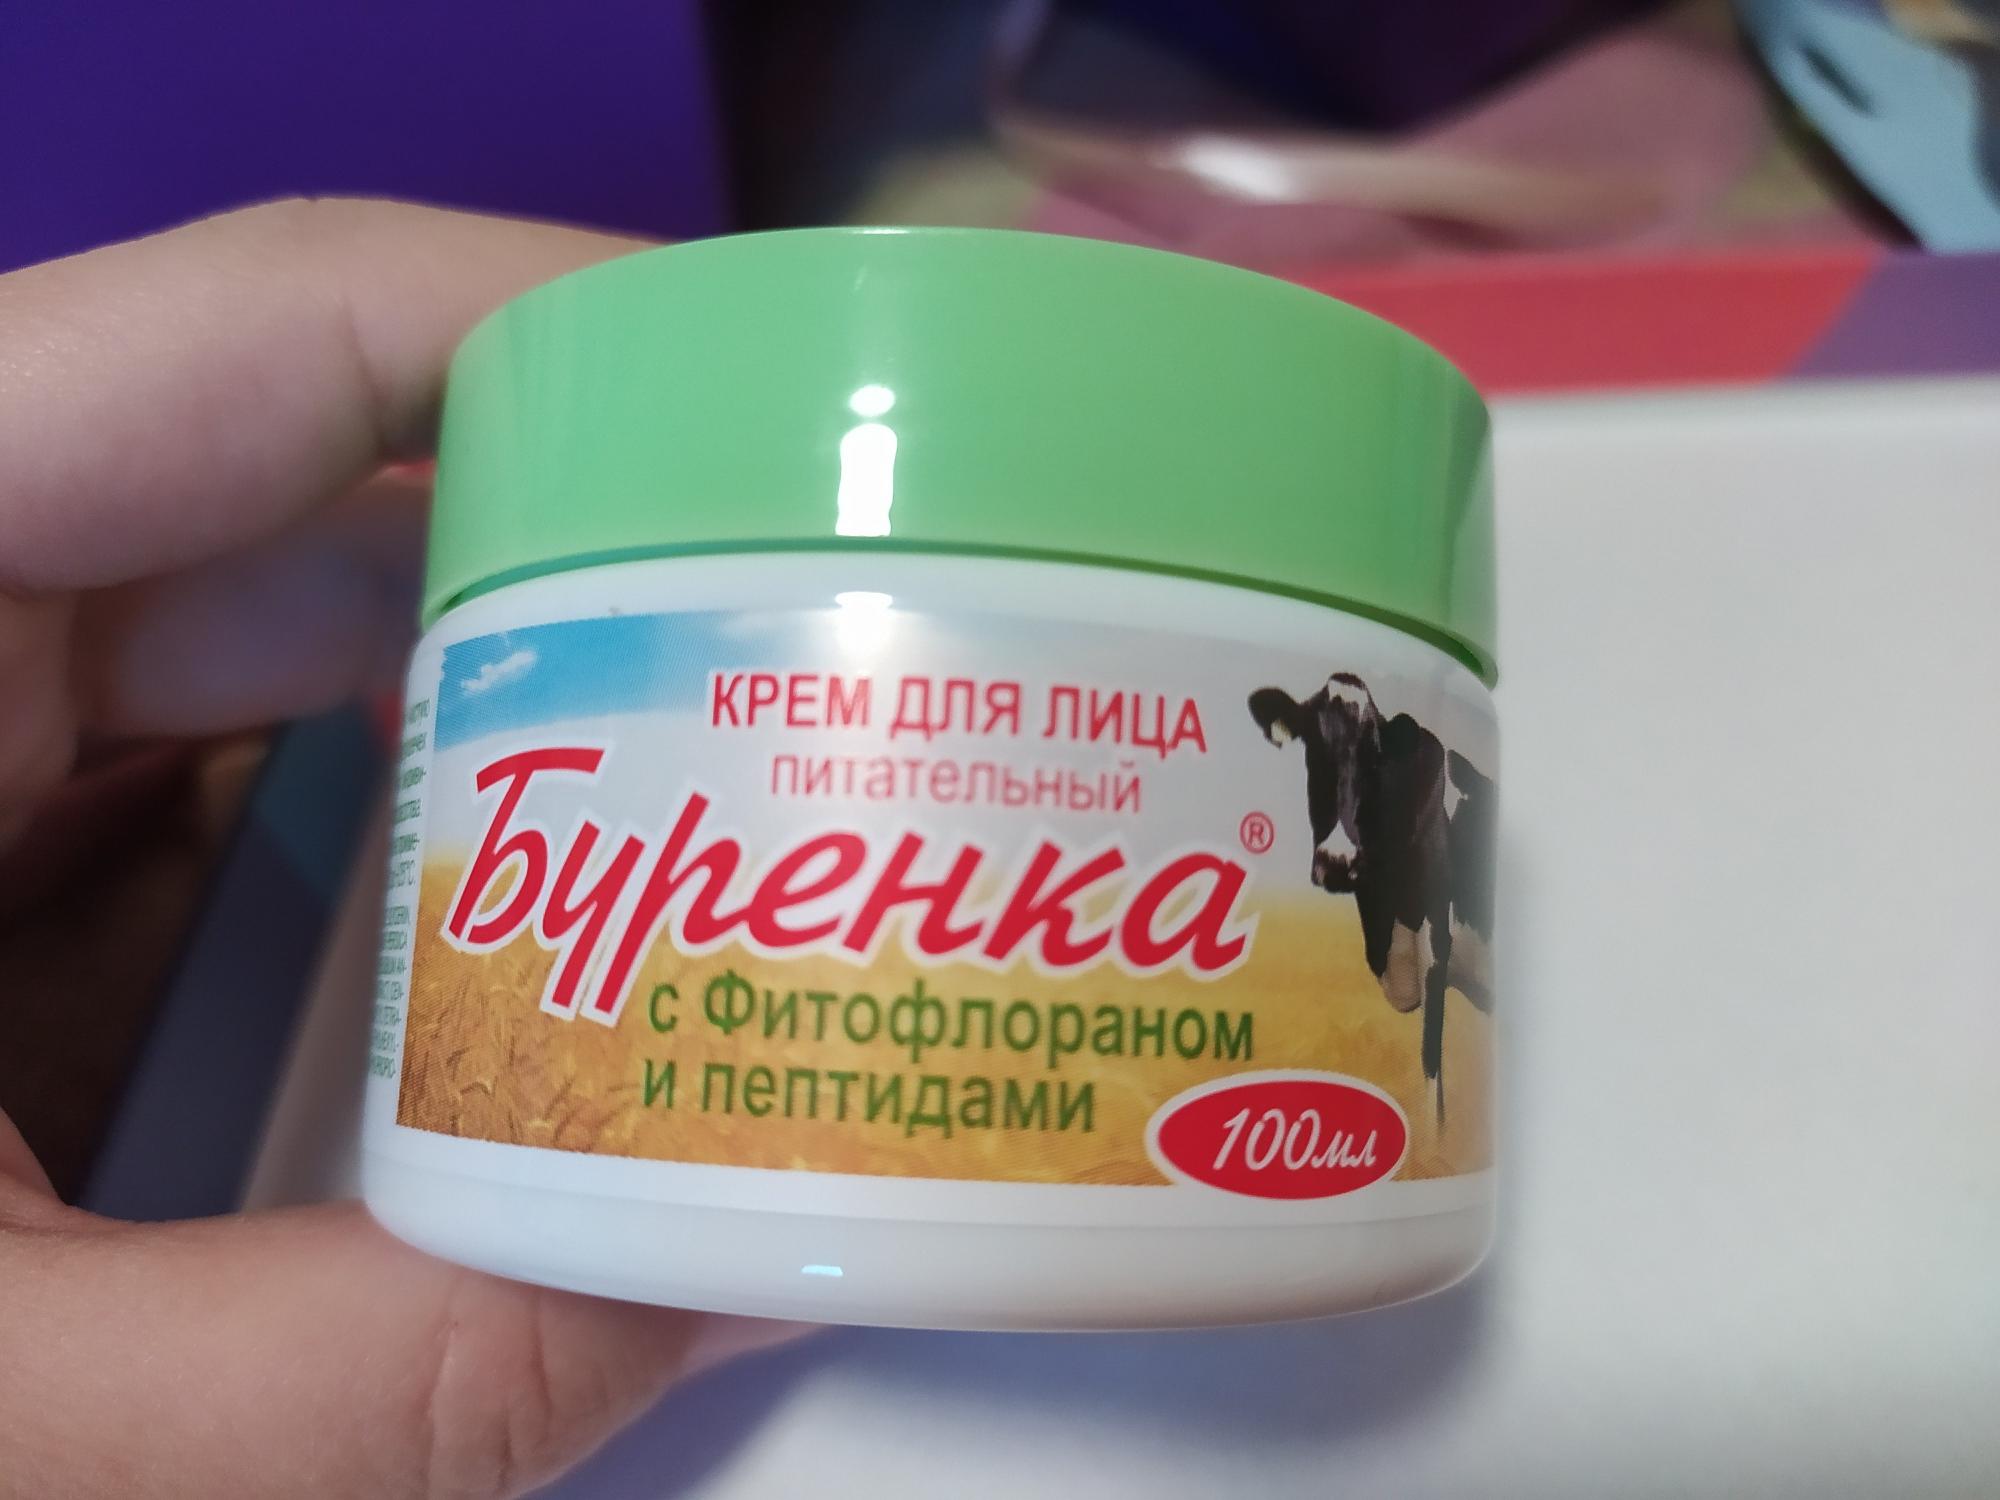 КРЕМ ДЛЯ ЛИЦА
питательный
Буренка®
с Фитофлораном
и пептидами
100мл